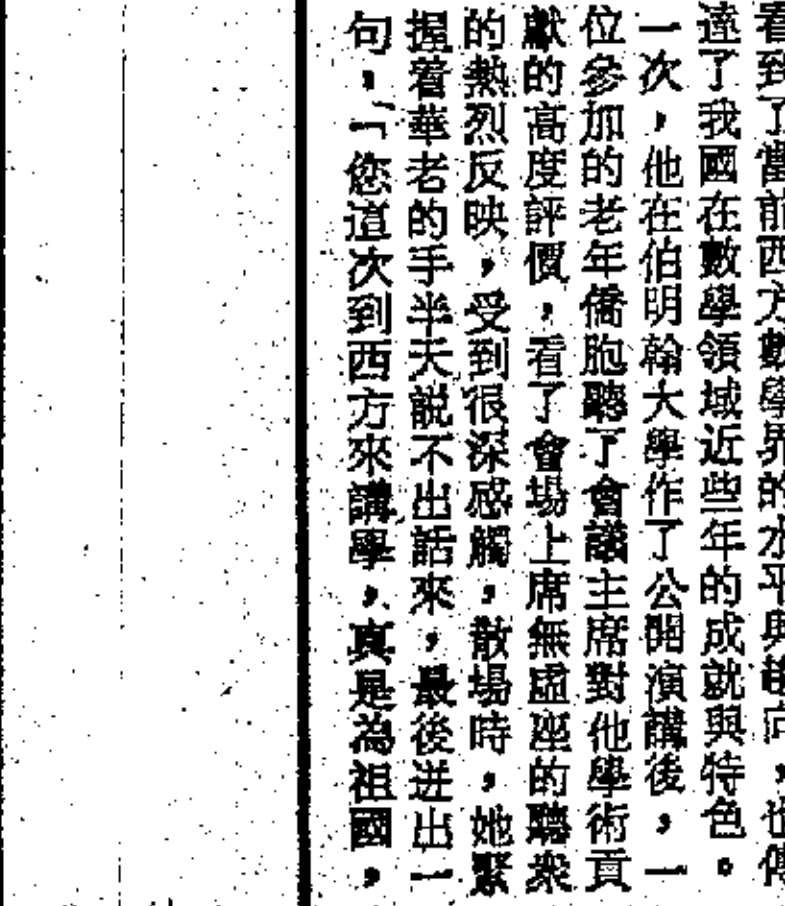 看到了當前西方數學界的水平與趨向，也傳
達了我國在數學領域近些年的成就與特色。
一次，他在伯明翰大學作了公開演講後，一
位參加的老年僑胞聽了會議主席對他學術貢
獻的高度評價，看了會場上席無虛座的聽衆
的熱烈反映，受到很深感觸，散場時，她緊
握着華老的手半天說不出話來，最後迸出一
句，「您這次到西方來講學，真是為祖國，